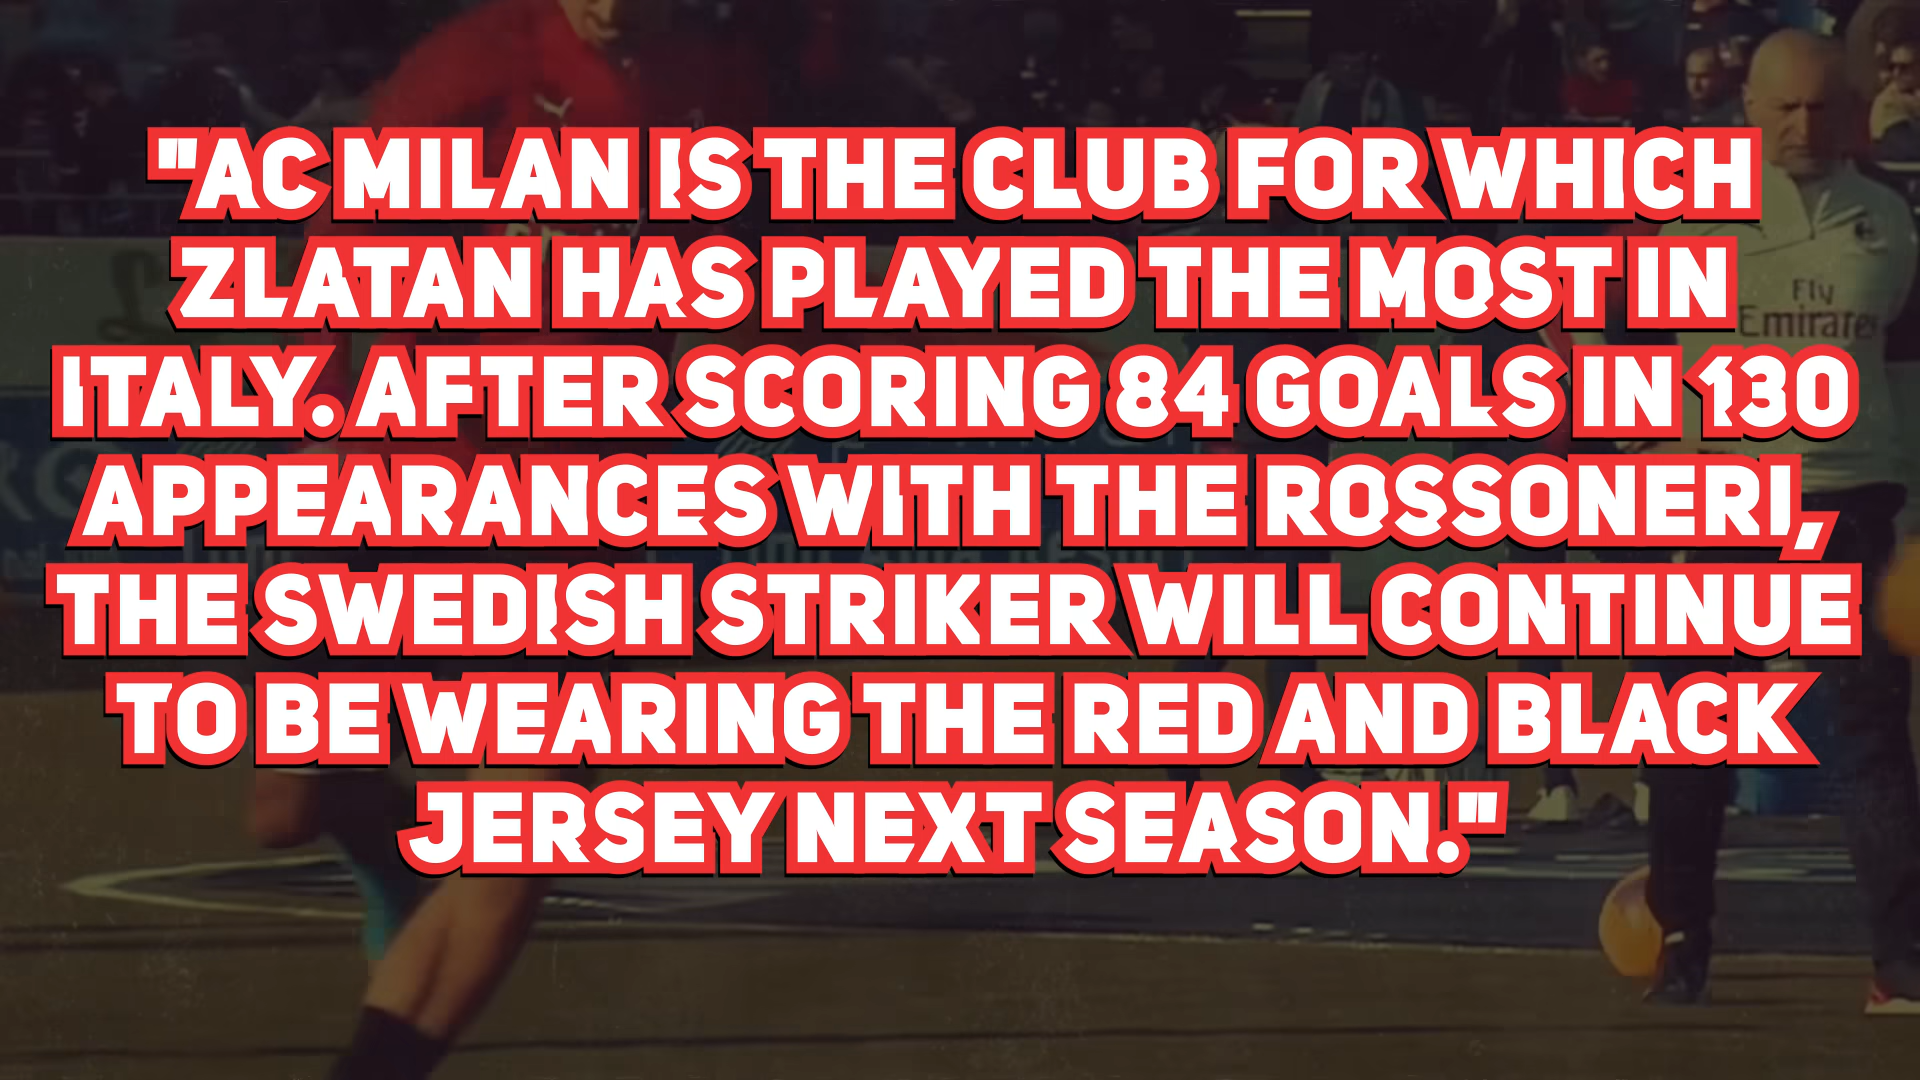 "AC MILAN IS THE CLUB FOR WHICH
ZLATAN HAS PLAYED THE MOST IN
ITALY. AFTER SCORING 84 GOALS IN 130
APPEARANCES WITH THE ROSSONERI,
THE SWEDISH STRIKER WILL CONTINUE
TO BE WEARING THE RED AND BLACK
JERSEY NEXT SEASON."
Fly
Emirates